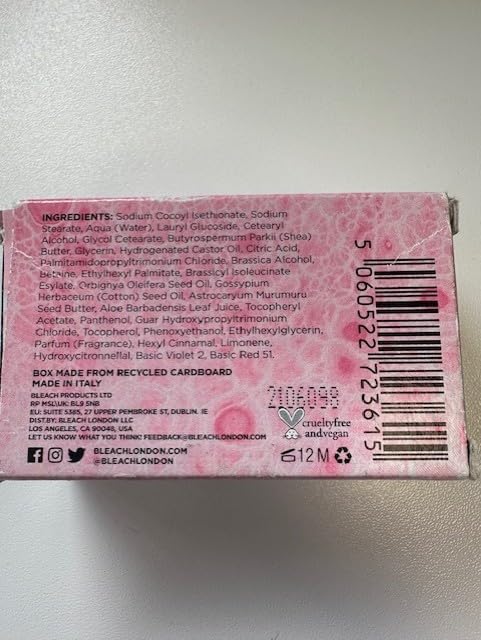 INGREDIENTS: Sodium Cocoyl Isethionate, Sodium
Stearate, Aqua (Water), Lauryl Glucoside, Cetearyl
Alcohol, Glycol Cetearate, Butyrospermum Parkii (Shea)
Butter, Glycerin, Hydrogenated Castor Oil, Citric Acid,
Palmitamidopropyltrimonium Chloride, Brassica Alcohol,
Betaine, Ethylhexyl Palmitate, Brassicyl Isoleucinate
Esylate, Orbignya Oleifera Seed Oil, Gossypium
Herbaceum (Cotton) Seed Oil, Astrocaryum Murumuru
Seed Butter, Aloe Barbadensis Leaf Juice, Tocopheryl
Acetate, Panthenol, Guar Hydroxypropyltrimonium
Chloride, Tocopherol, Phenoxyethanol, Ethylhexylglycerin,
Parfum (Fragrance), Hexyl Cinnamal, Limonene,
Hydroxycitronnellal, Basic Violet 2, Basic Red 51.
BOX MADE FROM RECYCLED CARDBOARD
MADE IN ITALY
BLEACH PRODUCTS LTD
RP MSL\UK: BL9 5NB
EU: SUITE 5385, 27 UPPER PEMBROKE ST, DUBLIN. IE
DIST.BY: BLEACH LONDON LLC
LOS ANGELES, CA 90048, USA
LET US KNOW WHAT YOU THINK! FEEDBACK@BLEACHLONDON.COM
BLEACHLONDON.COM
@BLEACHLONDON
2106099
crueltyfree
andvegan
12 M
5 060522 723615